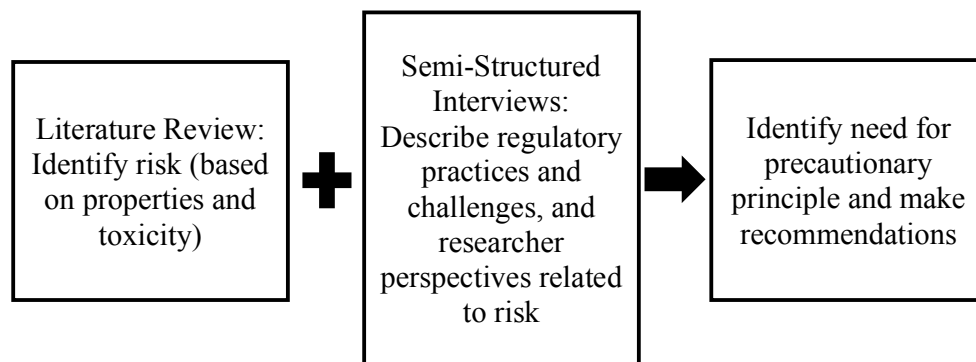 Literature Review:
Identify risk (based
on properties and
toxicity)
Semi-Structured
Interviews:
Describe regulatory
practices and
challenges, and
researcher
perspectives related
to risk
Identify need for
precautionary
principle and make
recommendations